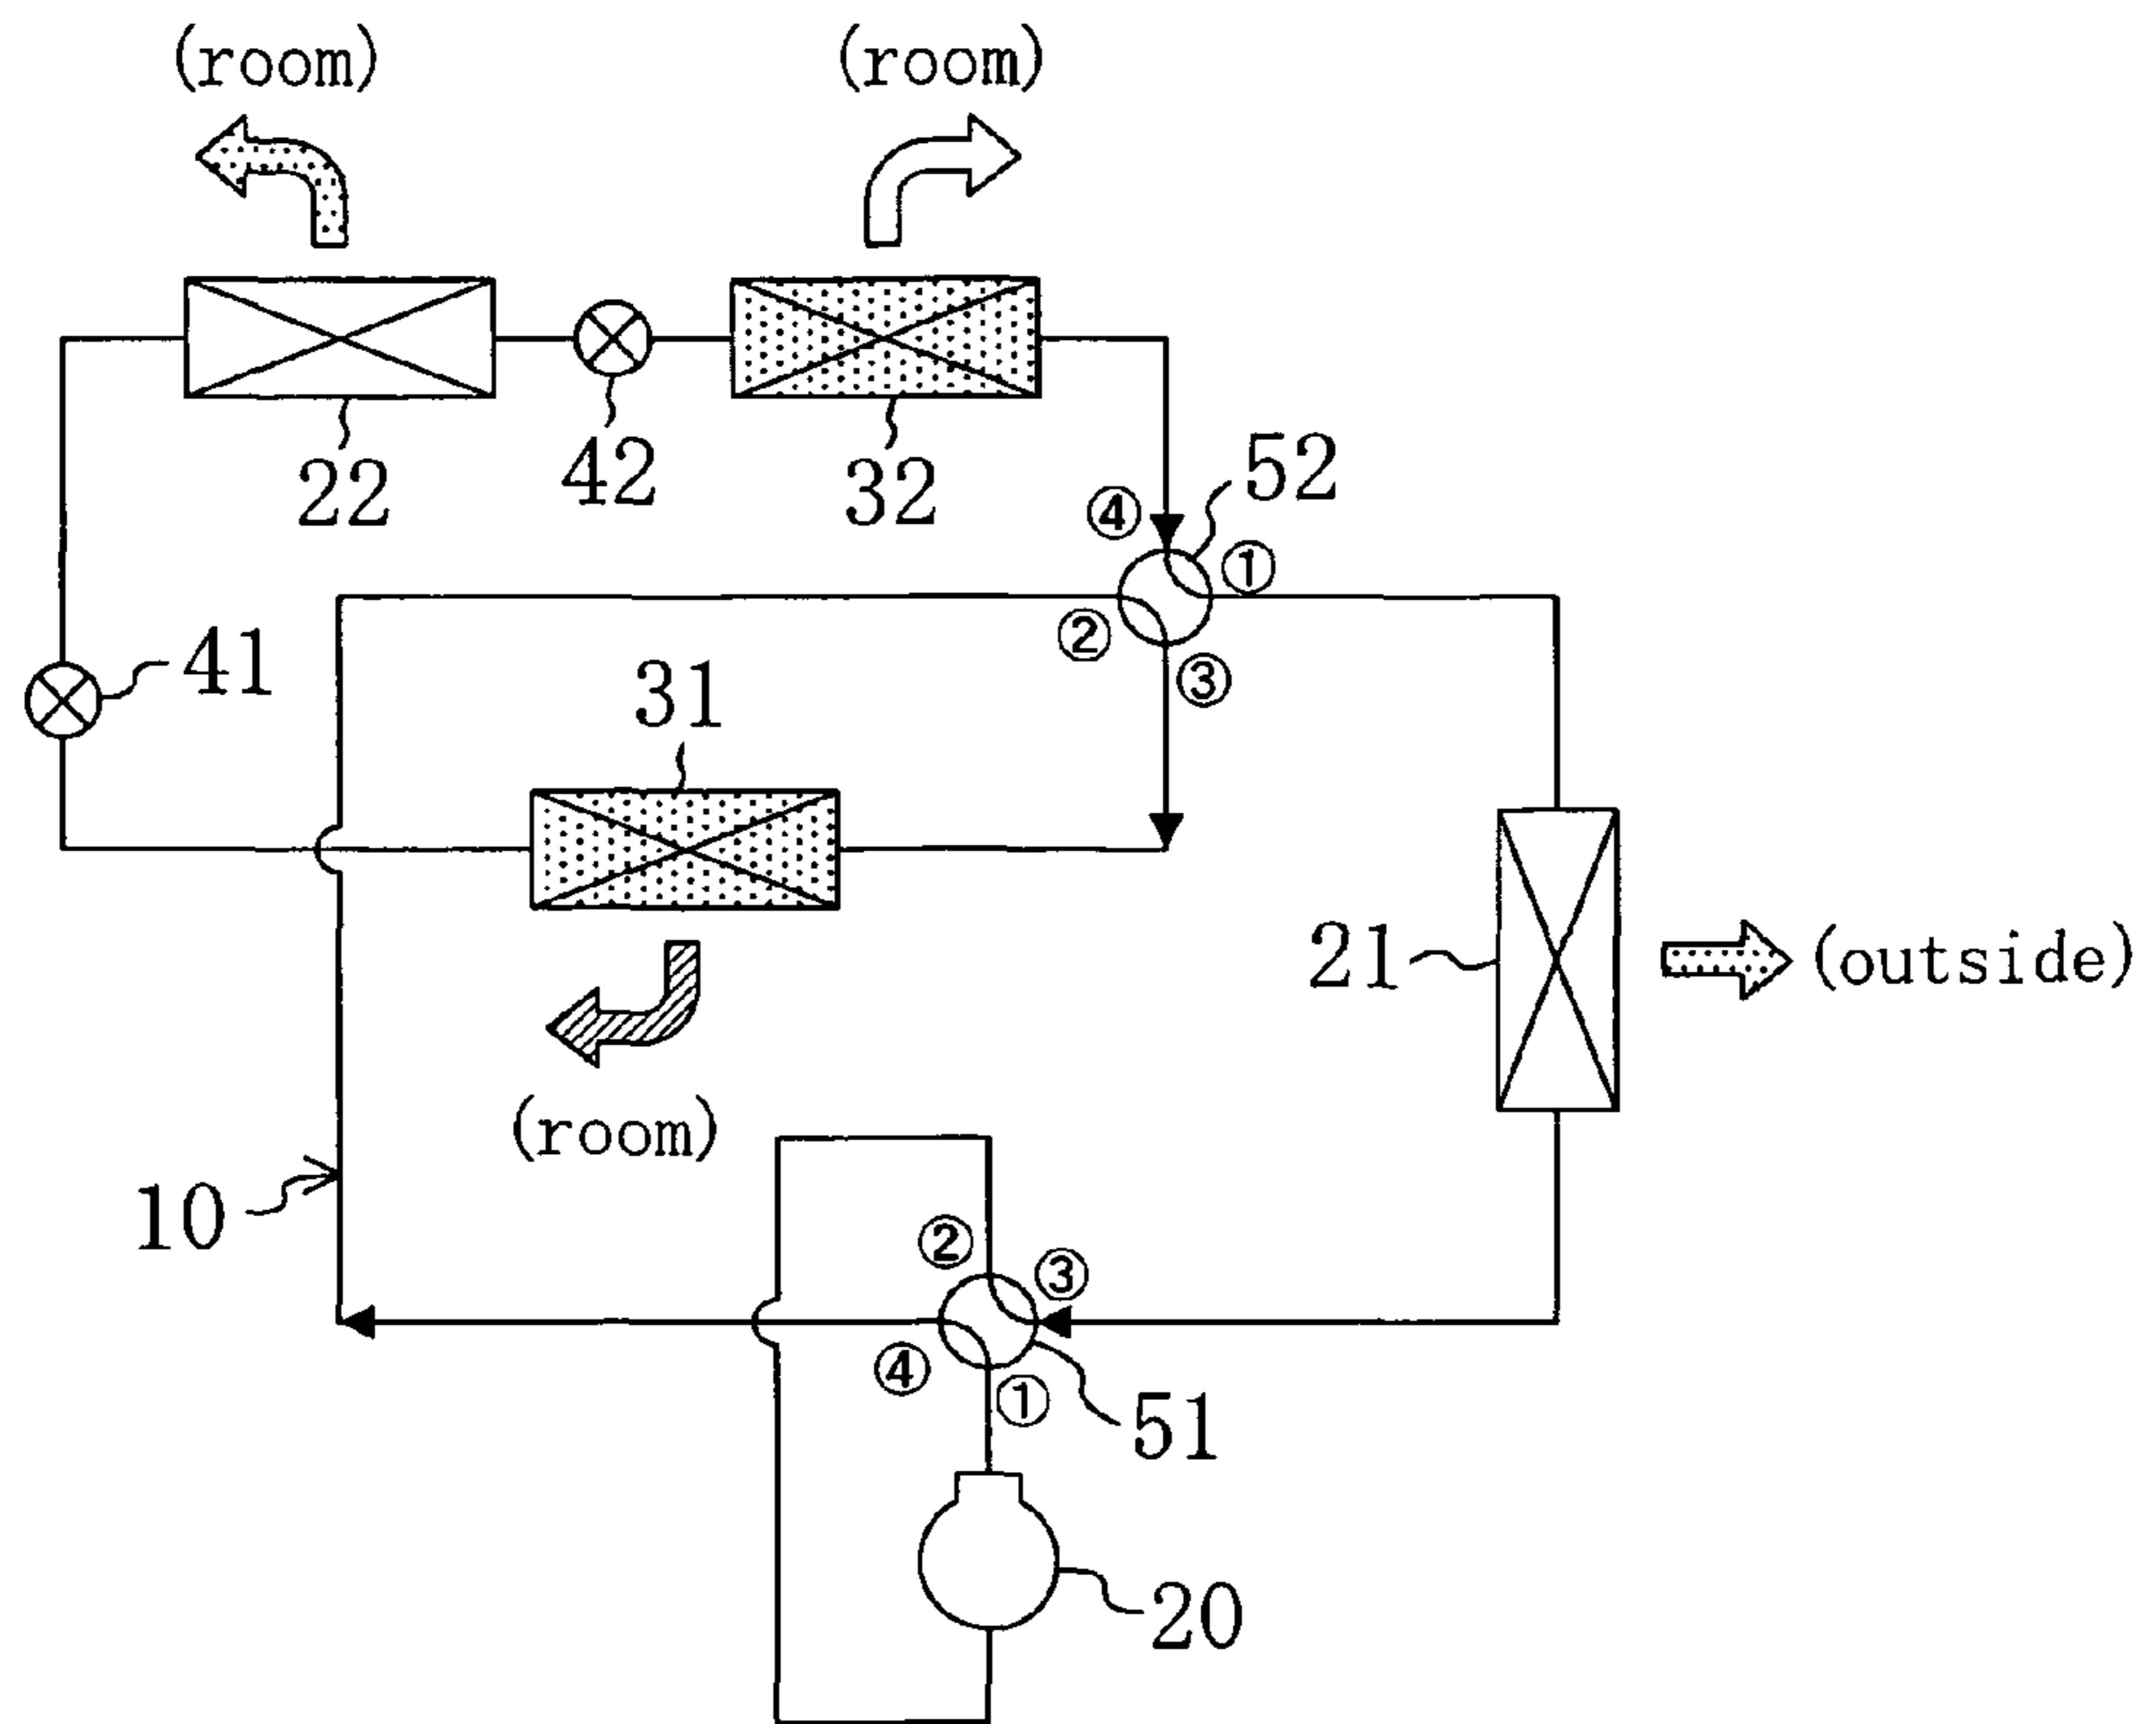 (room) (room)
22 42 32 52
④ ①
② ③
41 31
21 (outside)
(room)
10
② ③
④ ①
51
20